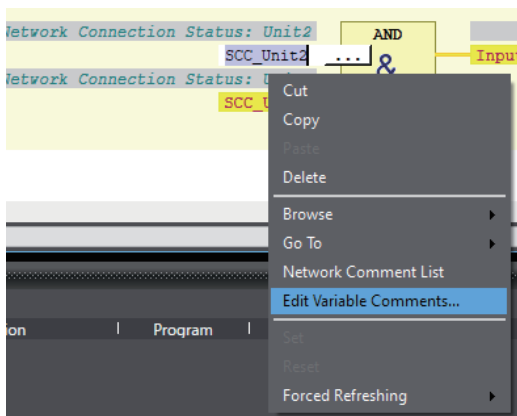 Network Connection Status: Unit2
AND
SCC_Unit2 ...
Inpu
&
Network Connection Status:
SCC_U
Cut
Copy
Paste
Delete
Browse
Go To
Network Comment List
Edit Variable Comments...
ion | Program |
Set
Reset
Forced Refreshing